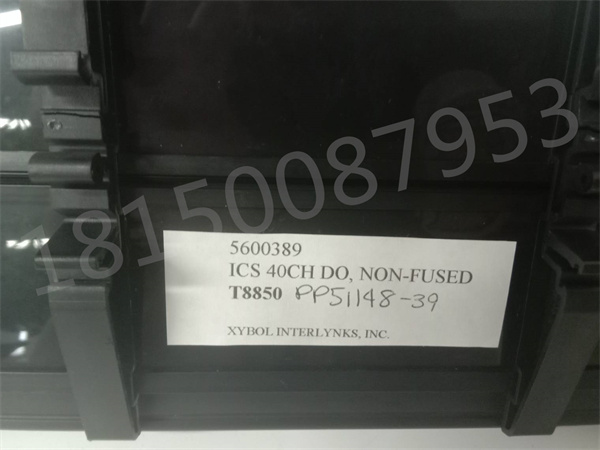 18150087953
5600389
ICS 40CH DO, NON-FUSED
T8850 PP51148-39
XYBOL INTERLYNKS, INC.